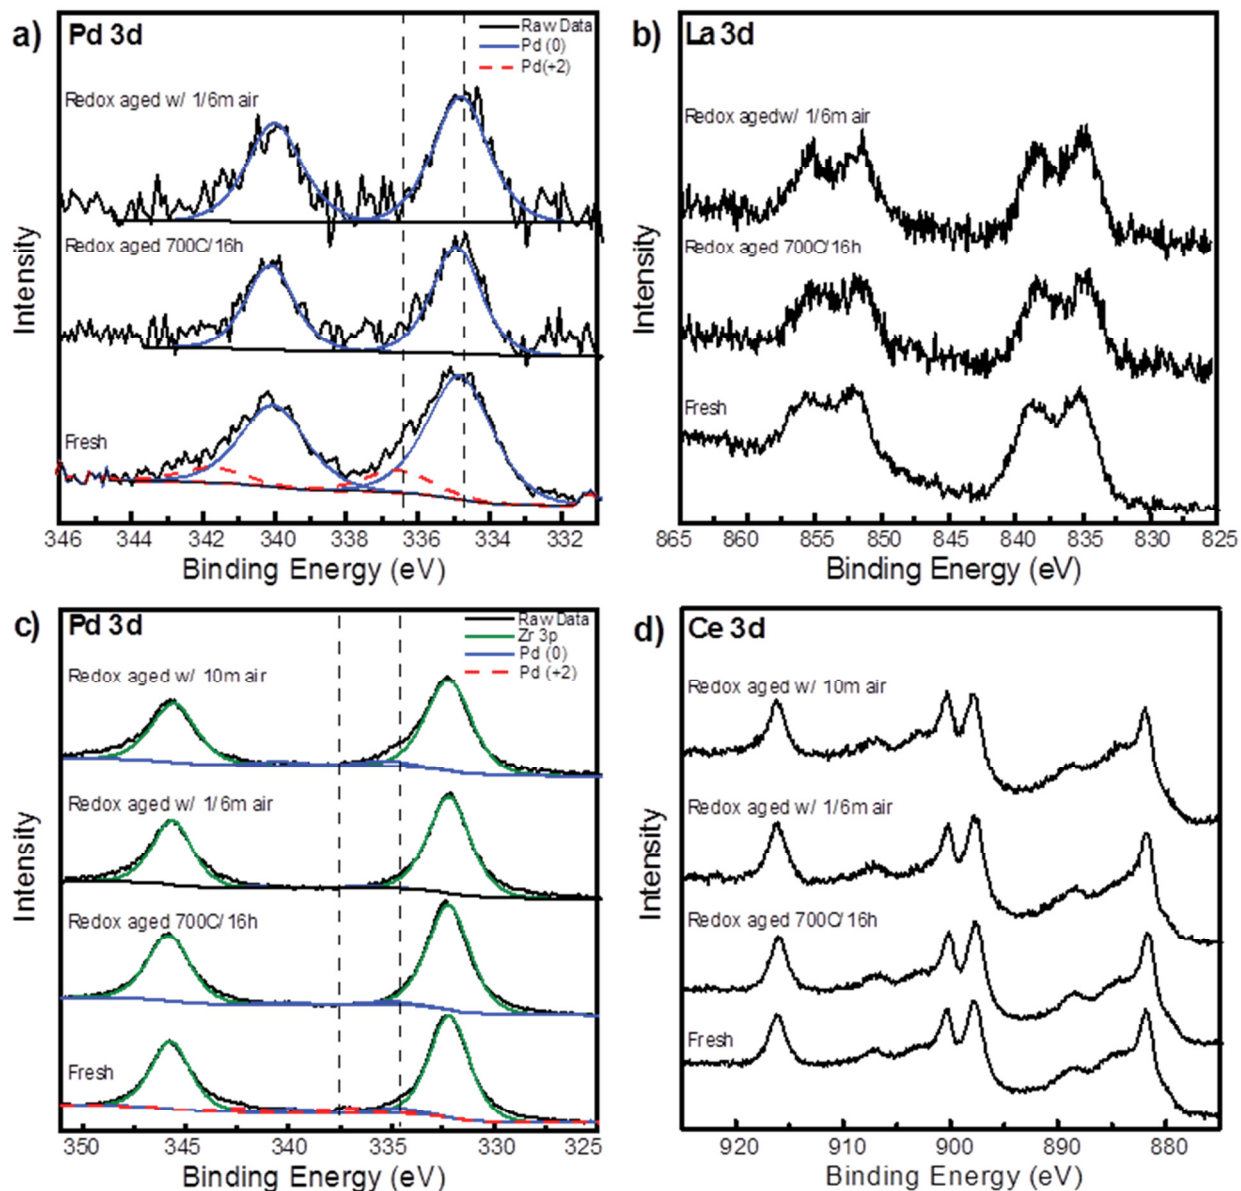 a) Pd 3d
Raw Data
Pd (0)
Pd(+2)
Redox aged w/ 1/6m air
Redox aged 700C/16h
Fresh
Intensity
346 344 342 340 338 336 334 332
Binding Energy (eV)
b) La 3d
Redox agedw/ 1/6m air
Redox aged 700C/16h
Fresh
Intensity
865 860 855 850 845 840 835 830 825
Binding Energy (eV)
c) Pd 3d
Raw Data
Zr 3p
Pd (0)
Pd (+2)
Redox aged w/ 10m air
Redox aged w/ 1/6m air
Redox aged 700C/16h
Fresh
Intensity
350 345 340 335 330 325
Binding Energy (eV)
d) Ce 3d
Redox aged w/ 10m air
Redox aged w/ 1/6m air
Redox aged 700C/16h
Fresh
Intensity
920 910 900 890 880
Binding Energy (eV)